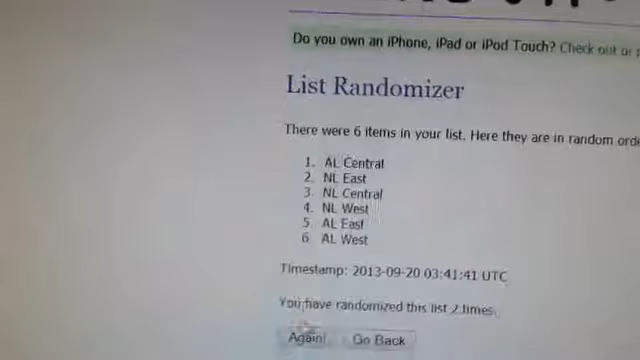 Do you own an iPhone, iPad or iPod Touch? Check out
List Randomizer
There were 6 items in your list. Here they are in random
1. AL Central
2. NL East
3. NL Central
4. NL West
5. AL East
6 AL West
Timestamp: 2013-09-20 03:41:41 UTC
You have randomized this list 2 times.
Again! Go Back